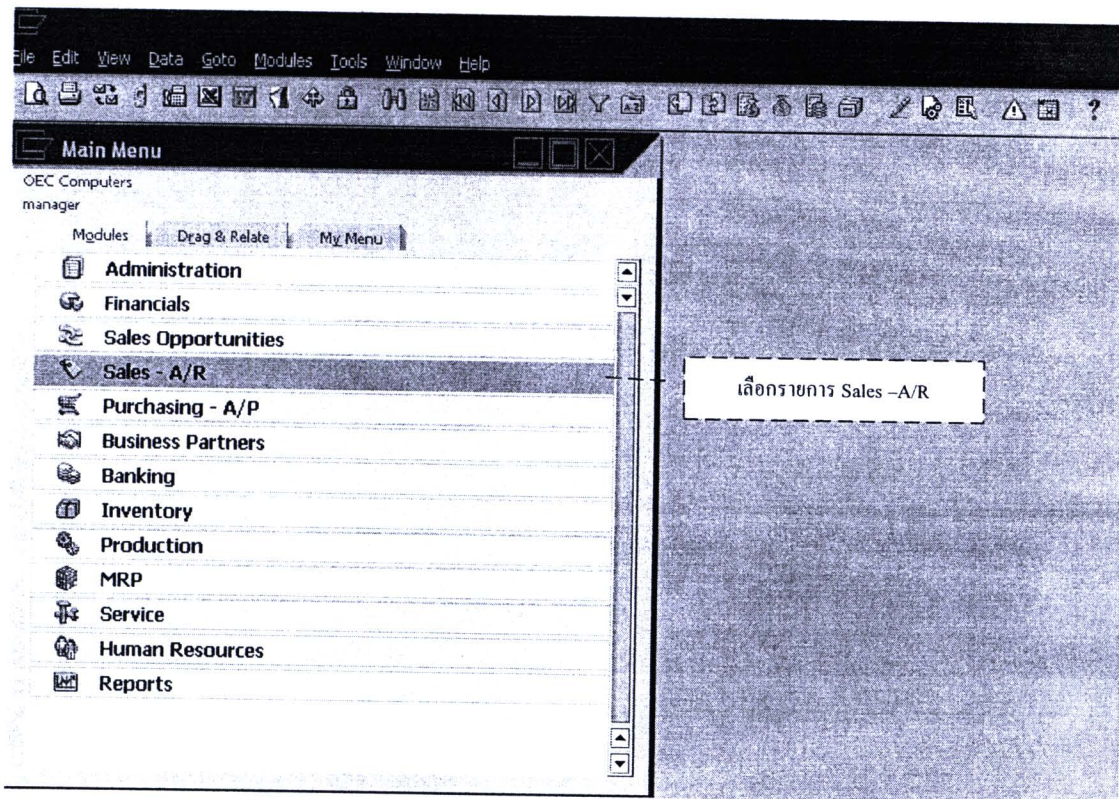 File Edit View Data Goto Modules Tools Window Help
Main Menu
OEC Computers
manager
Modules Drag & Relate My Menu
Administration
Financials
Sales Opportunities
Sales - A/R
เลือกรายการ Sales –A/R
Purchasing - A/P
Business Partners
Banking
Inventory
Production
MRP
Service
Human Resources
Reports